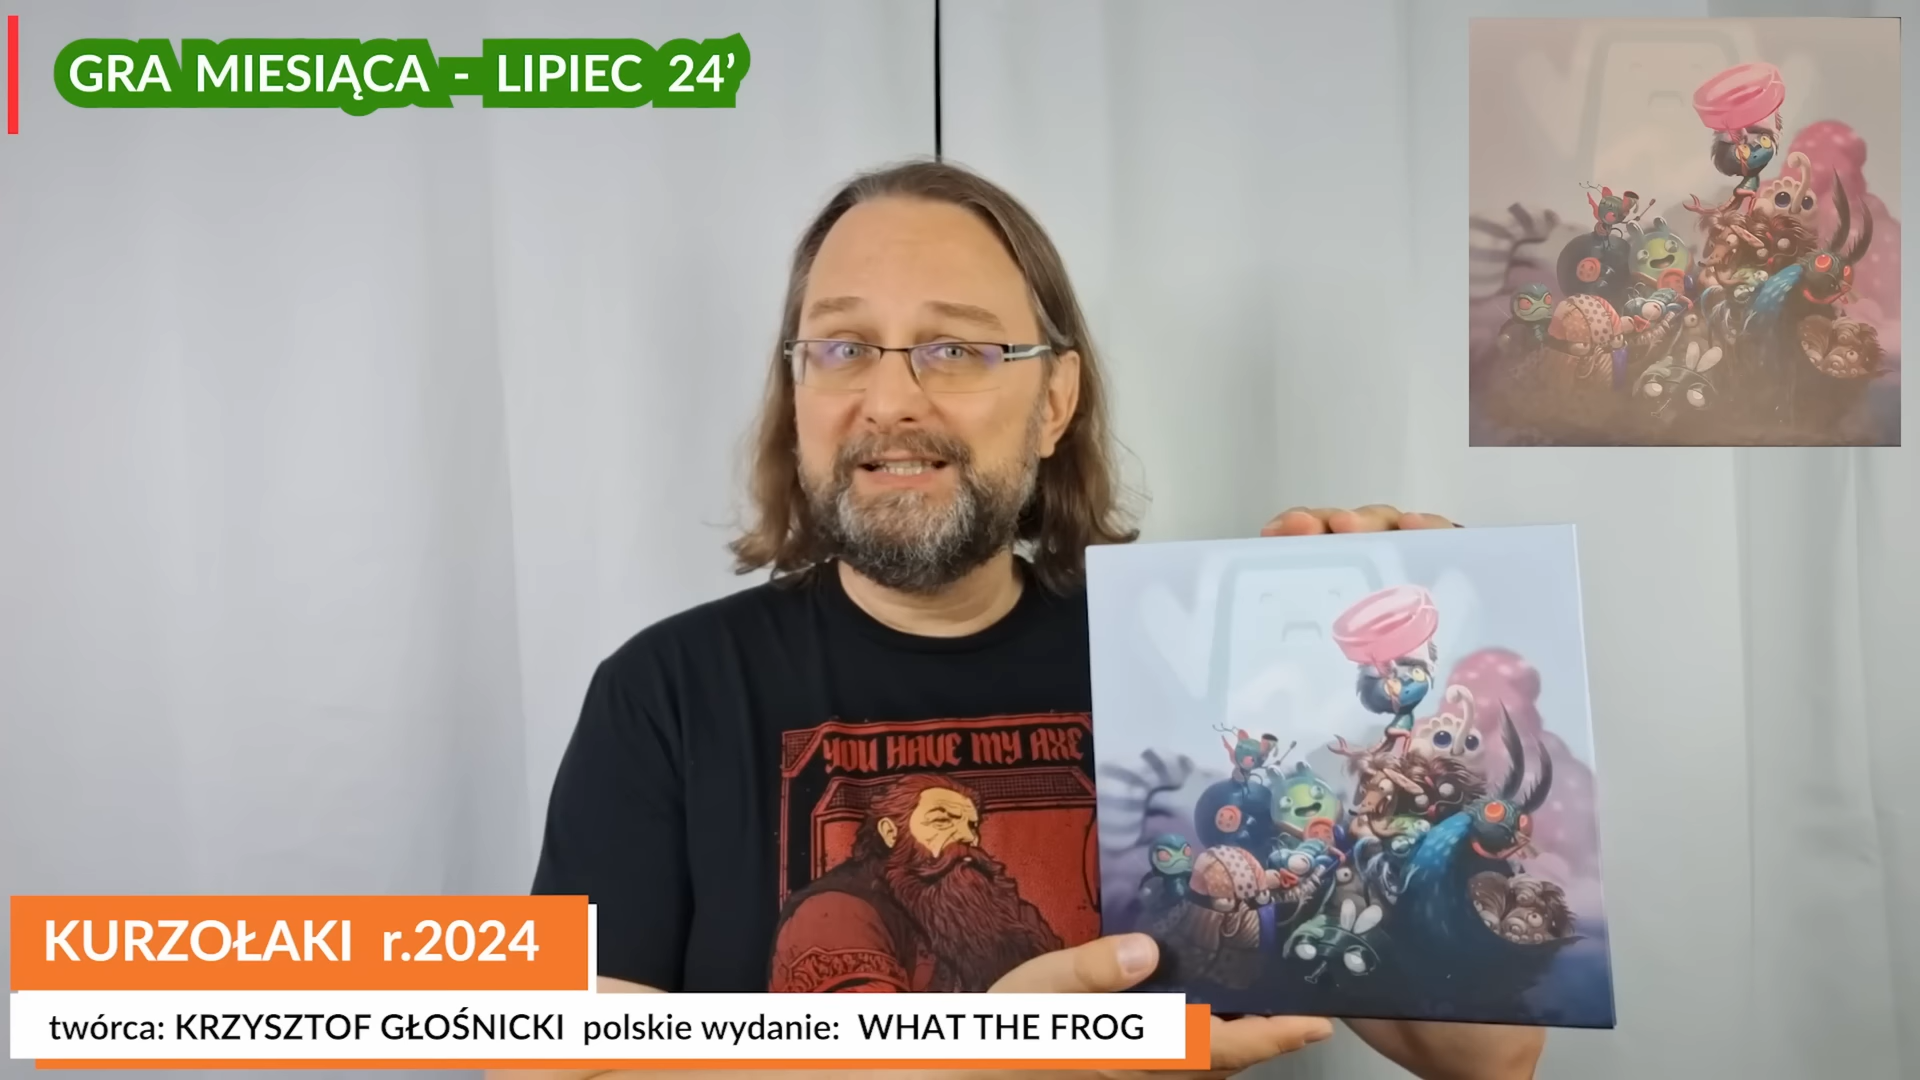 GRA MIESIĄCA - LIPIEC 24’
YOU HAVE MY AXE
KURZOŁAKI r.2024
twórca: KRZYSZTOF GŁOŚNICKI polskie wydanie: WHAT THE FROG